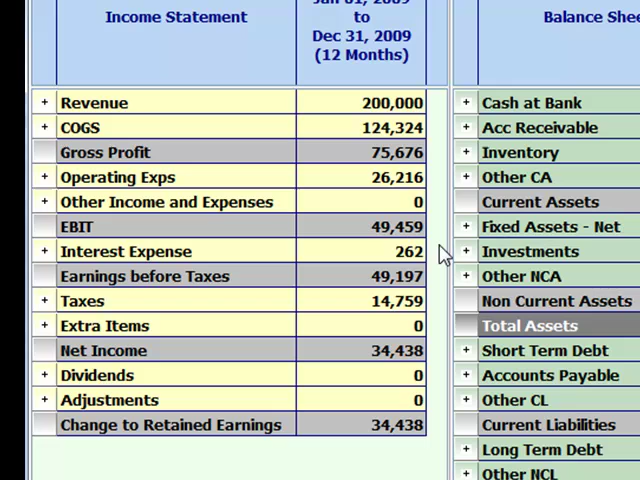 Income Statement
Jan 01, 2009
to
Dec 31, 2009
(12 Months)
Balance
Revenue 200,000
COGS 124,324
Gross Profit 75,676
+ Operating Exps 26,216
+ Other Income and Expenses 0
EBIT 49,459
+ Interest Expense 262
Earnings before Taxes 49,197
+ Taxes 14,759
+ Extra Items 0
Net Income 34,438
+ Dividends 0
+ Adjustments 0
Change to Retained Earnings 34,438
+ Cash at Bank
+ Acc Receivable
+ Inventory
+ Other CA
Current Assets
+ Fixed Assets - Net
+ Investments
+ Other NCA
Non Current Assets
Total Assets
+ Short Term Debt
+ Accounts Payable
+ Other CL
Current Liabilities
+ Long Term Debt
+ Other NCL